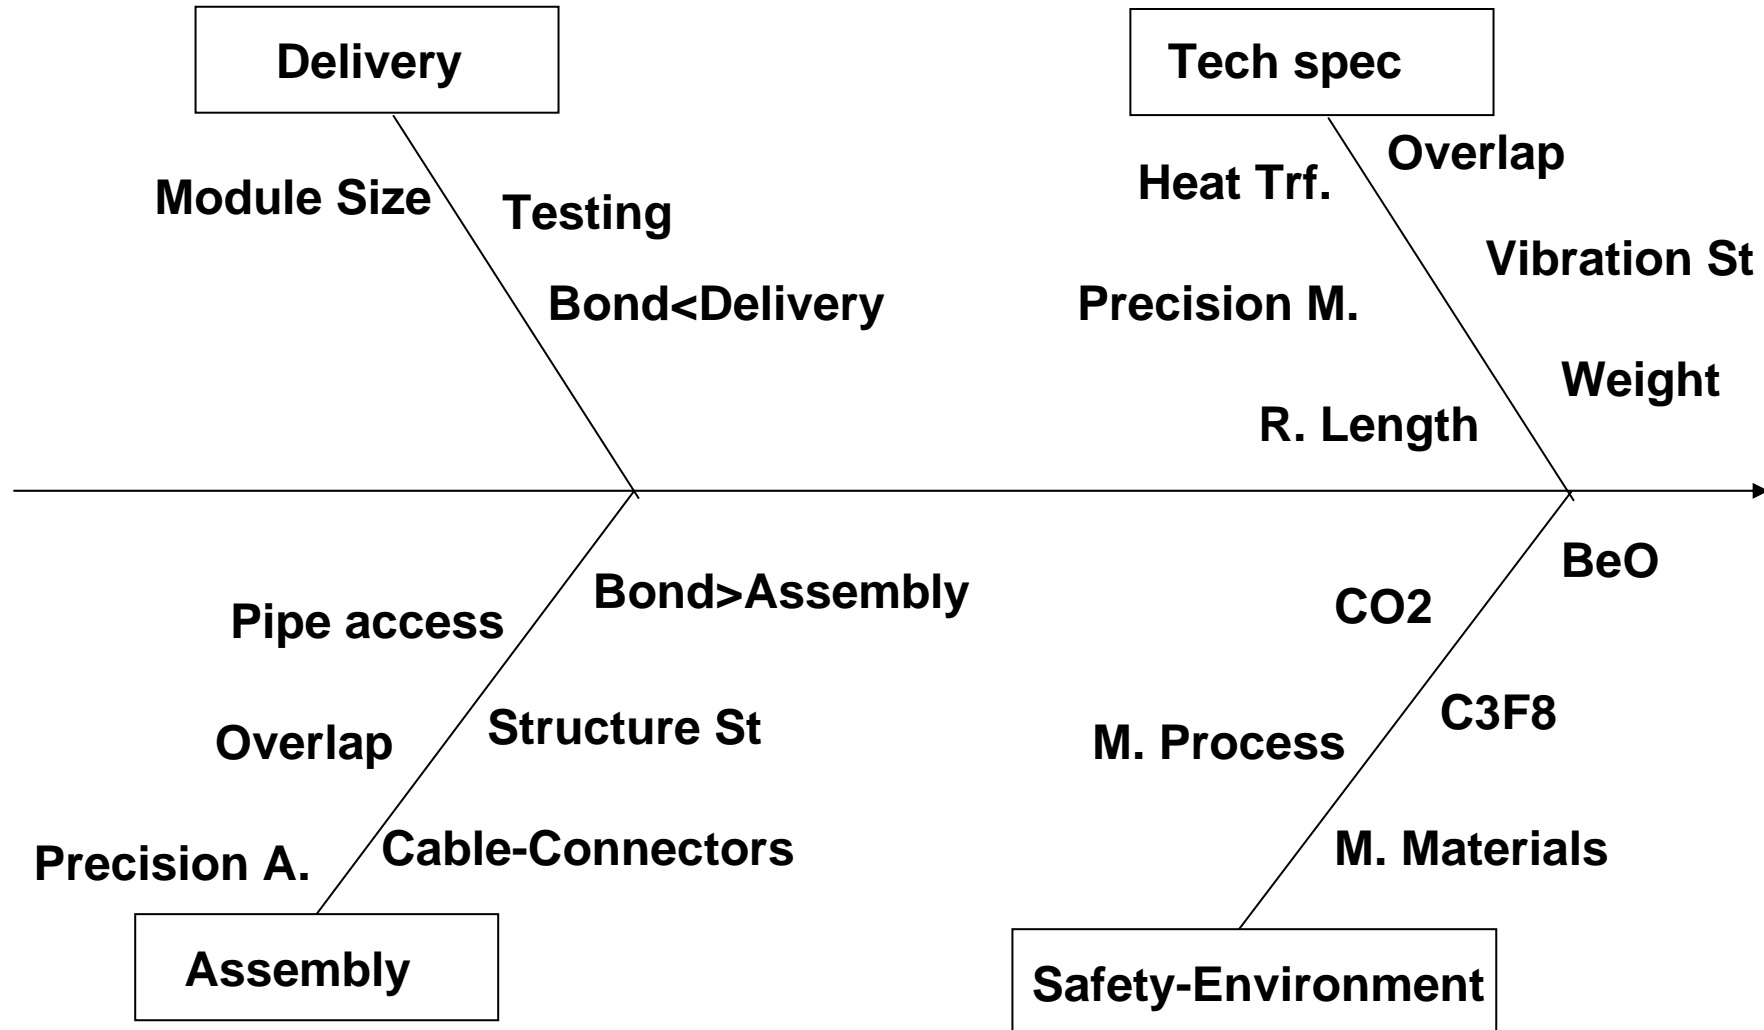 Delivery
Tech spec
Module Size
Testing
Bond<Delivery
Heat Trf.
Overlap
Vibration St
Precision M.
Weight
R. Length
Pipe access
Bond>Assembly
Overlap
Structure St
Precision A.
Cable-Connectors
Assembly
CO2
BeO
M. Process
C3F8
M. Materials
Safety-Environment